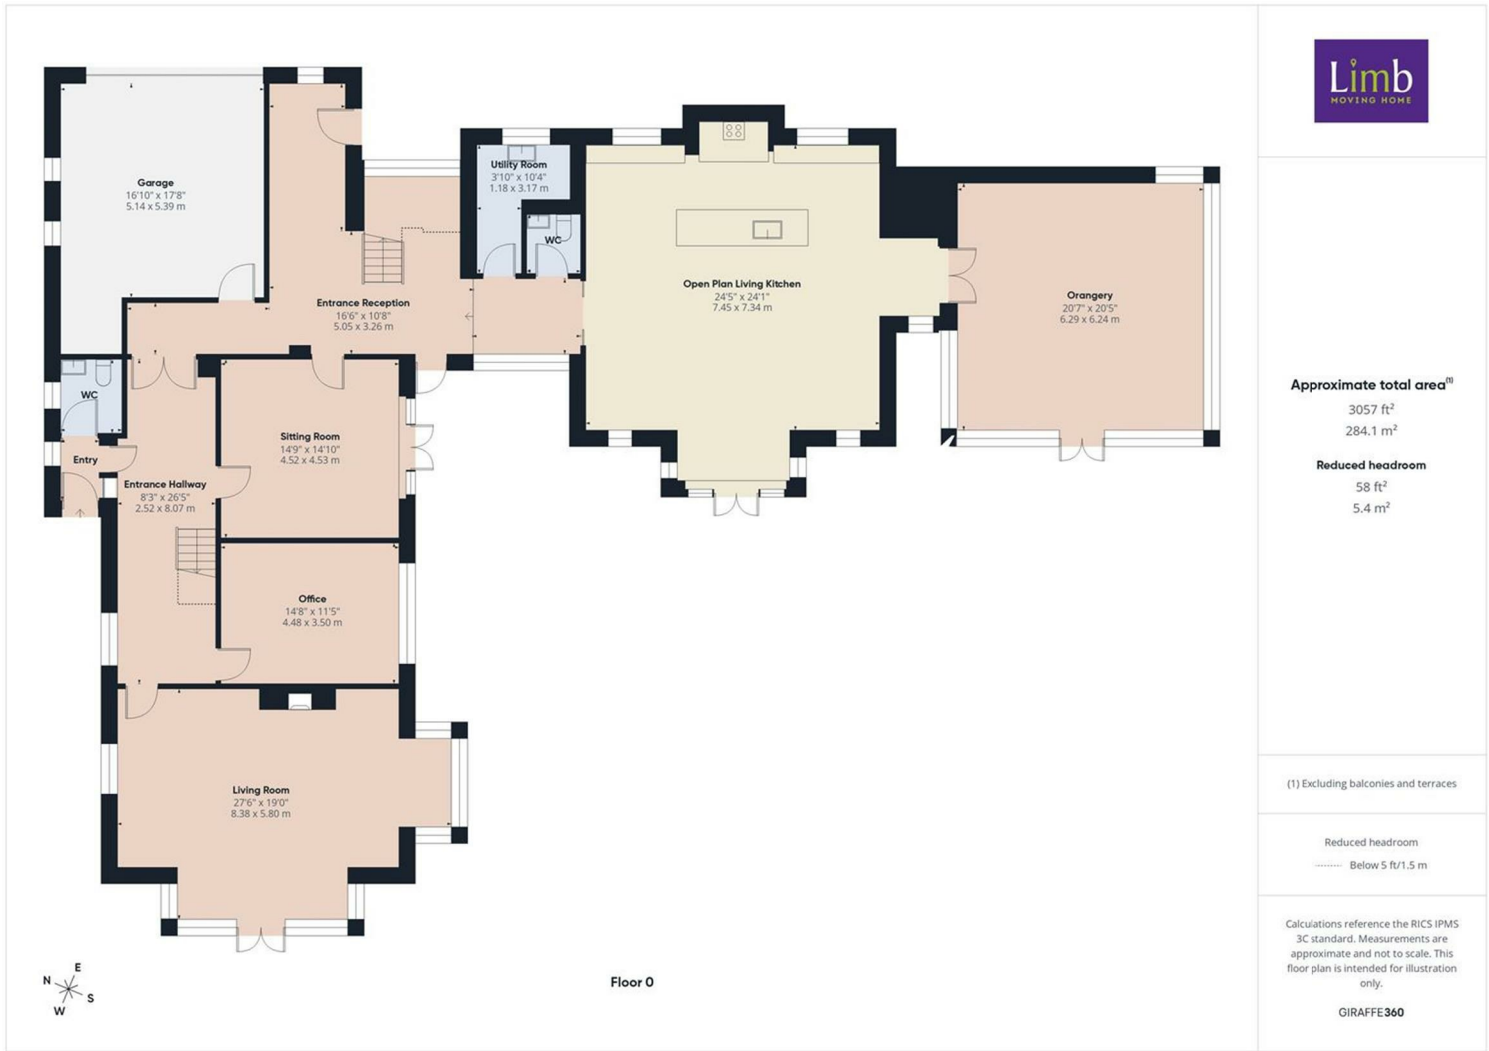 Garage
16'10" x 17'8"
5.14 x 5.39 m
Utility Room
3'10" x 10'4"
1.18 x 3.17 m
WC
Open Plan Living Kitchen
24'5" x 24'1"
7.45 x 7.34 m
Entrance Reception
16'6" x 10'8"
5.05 x 3.26 m
Orangery
20'7" x 20'5"
6.29 x 6.24 m
WC
Entry
Sitting Room
14'9" x 14'10"
4.52 x 4.53 m
Entrance Hallway
8'3" x 26'5"
2.52 x 8.07 m
Office
14'8" x 11'5"
4.48 x 3.50 m
Living Room
27'6" x 19'0"
8.38 x 5.80 m
N
E
S
W
Floor 0
Limb
MOVING HOME
Approximate total area(1)
3057 ft²
284.1 m²
Reduced headroom
58 ft²
5.4 m²
(1) Excluding balconies and terraces
Reduced headroom
Below 5 ft/1.5 m
Calculations reference the RICS IPMS
3C standard. Measurements are
approximate and not to scale. This
floor plan is intended for illustration
only.
GIRAFFE360